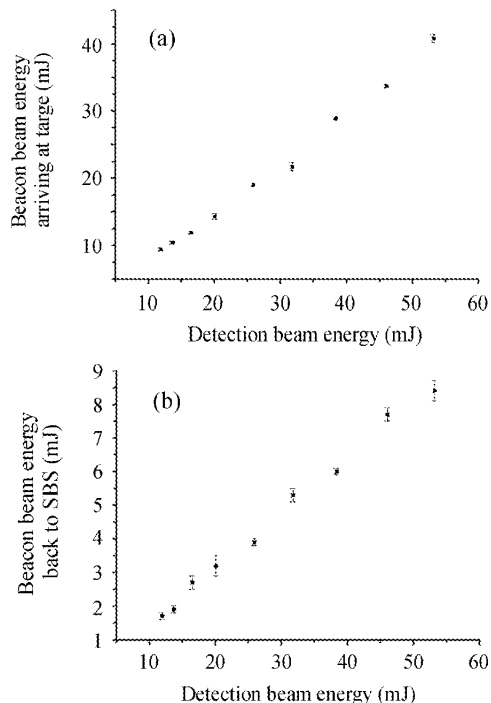 (a)
40
30
20
10
Beacon beam energy
arriving at targe (mJ)
10 20 30 40 50 60
Detection beam energy (mJ)
(b)
9
8
7
6
5
4
3
2
1
Beacon beam energy
back to SBS (mJ)
10 20 30 40 50 60
Detection beam energy (mJ)